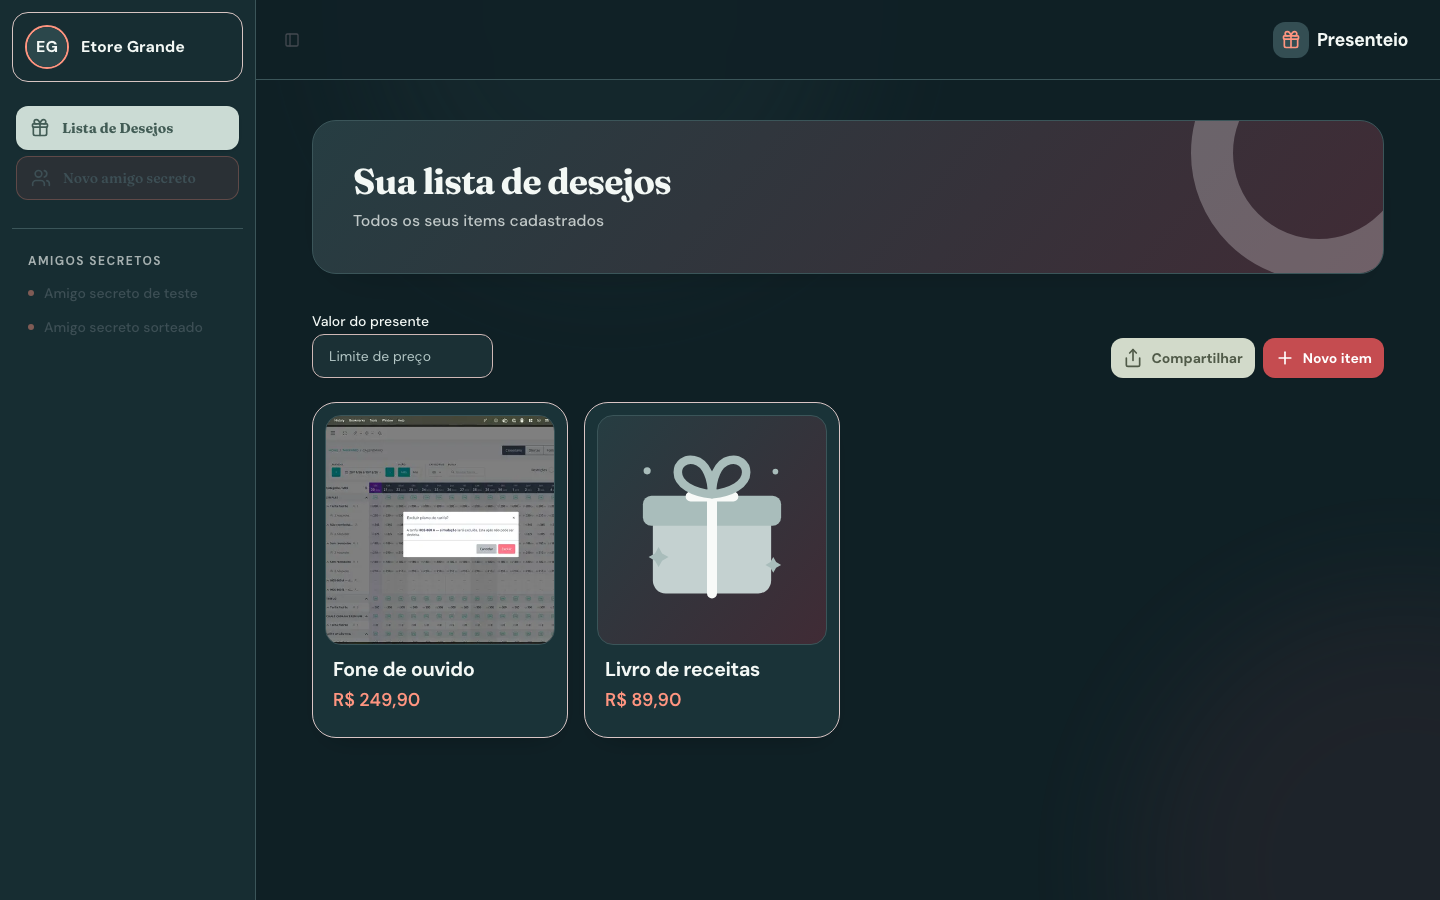 EG
Etore Grande
Presenteio
Lista de Desejos
Novo amigo secreto
AMIGOS SECRETOS
Amigo secreto de teste
Amigo secreto sorteado
Sua lista de desejos
Todos os seus items cadastrados
Valor do presente
Limite de preço
Compartilhar
Novo item
Fone de ouvido
R$ 249,90
Livro de receitas
R$ 89,90